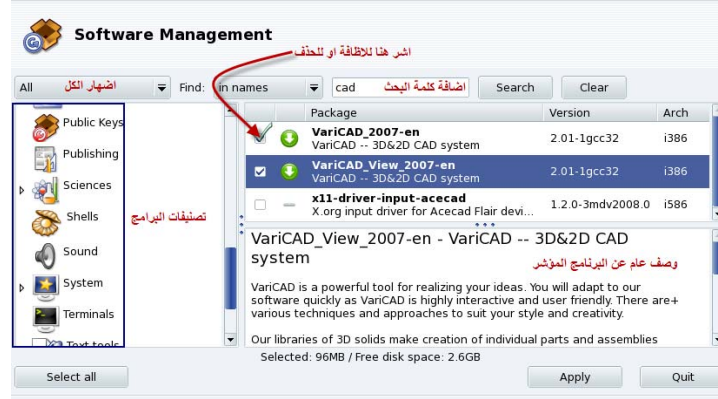 Software Management
اشر هنا للاظافة او للحذف
All اضهار الكل Find: in names cad اضافة كلمة البحث Search Clear
Package Version Arch
Public Keys
Publishing
Sciences
Shells
Sound
System
Terminals
Text tools
تصنيفات البرامج
VariCAD_2007-en 2.01-1gcc32 i386
VariCAD -- 3D&2D CAD system
VariCAD_View_2007-en 2.01-1gcc32 i386
VariCAD -- 3D&2D CAD system
x11-driver-input-acecad 1.2.0-3mdv2008.0 i586
X.org input driver for Acecad Flair devi...
VariCAD_View_2007-en - VariCAD -- 3D&2D CAD
system
وصف عام عن البرنامج المؤشر
VariCAD is a powerful tool for realizing your ideas. You will adapt to our
software quickly as VariCAD is highly interactive and user friendly. There are+
various techniques and approaches to suit your style and creativity.
Our libraries of 3D solids make creation of individual parts and assemblies
Selected: 96MB / Free disk space: 2.6GB
Select all Apply Quit